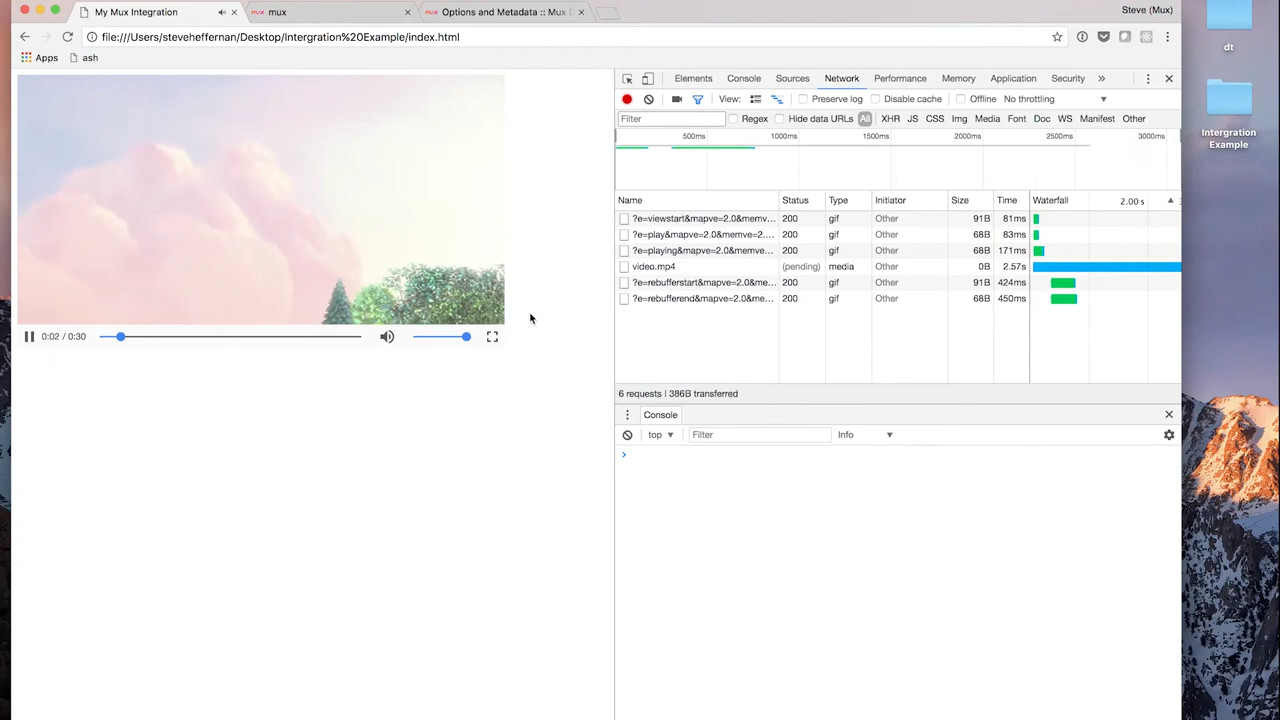 My Mux Integration
mux
mux Options and Metadata :: Mux D
Steve (Mux)
file:///Users/steveheffernan/Desktop/Intergration%20Example/index.html
Apps
ash
dt
Intergration
Example
Elements Console Sources Network Performance Memory Application Security »
View: Preserve log Disable cache Offline No throttling
Filter Regex Hide data URLs All XHR JS CSS Img Media Font Doc WS Manifest Other
500ms 1000ms 1500ms 2000ms 2500ms 3000ms
Name Status Type Initiator Size Time Waterfall 2.00 s
?e=viewstart&mapve=2.0&memv... 200 gif Other 91B 81ms
?e=play&mapve=2.0&memve=2.... 200 gif Other 68B 83ms
?e=playing&mapve=2.0&memve... 200 gif Other 68B 171ms
video.mp4 (pending) media Other 0B 2.57s
?e=rebufferstart&mapve=2.0&me... 200 gif Other 91B 424ms
?e=rebufferend&mapve=2.0&me... 200 gif Other 68B 450ms
0:02 / 0:30
6 requests | 386B transferred
Console
top Filter Info